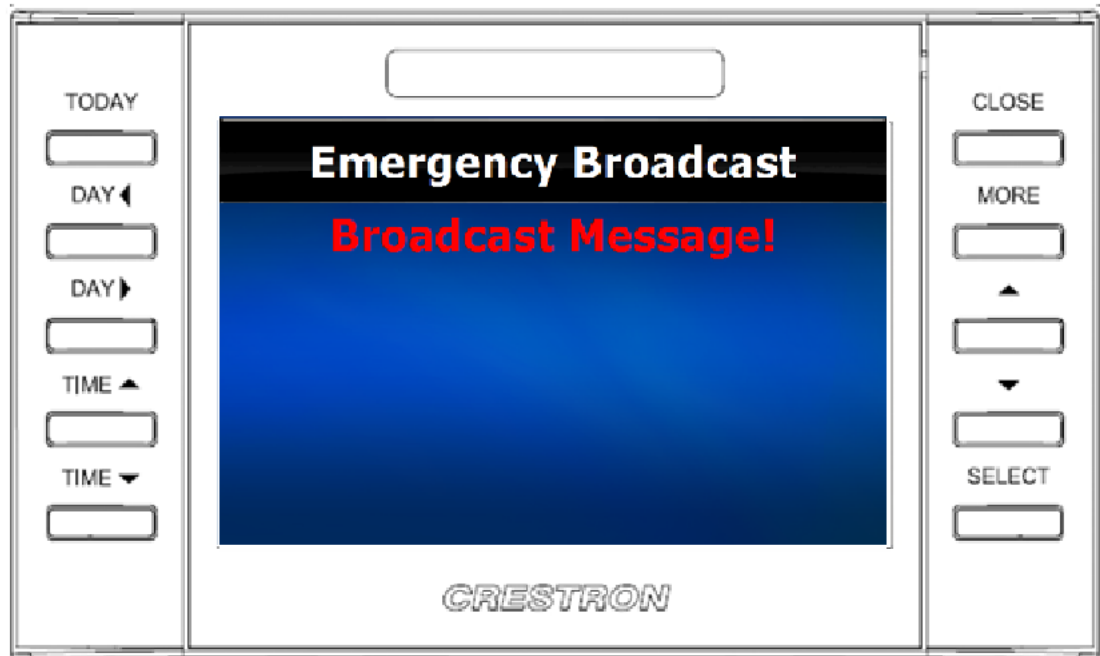 TODAY
DAY ◀
DAY ▶
TIME ▲
TIME ▼
Emergency Broadcast
Broadcast Message!
CRESTRON
CLOSE
MORE
▲
▼
SELECT